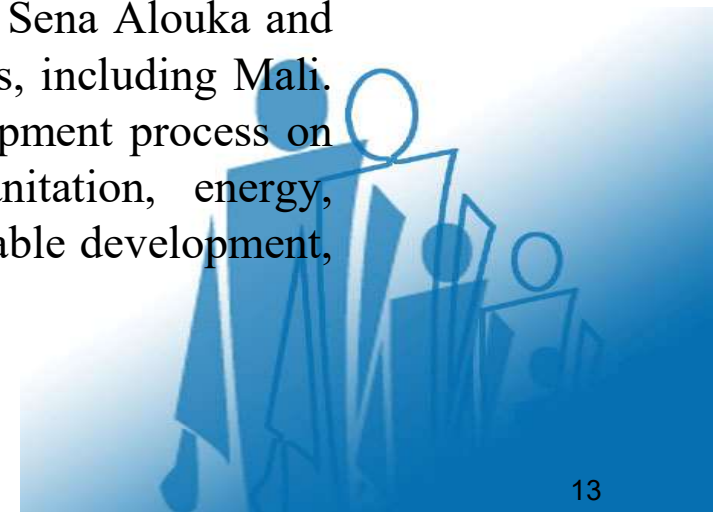 Sena Alouka and
s, including Mali.
pment process on
nitation, energy,
able development,
13